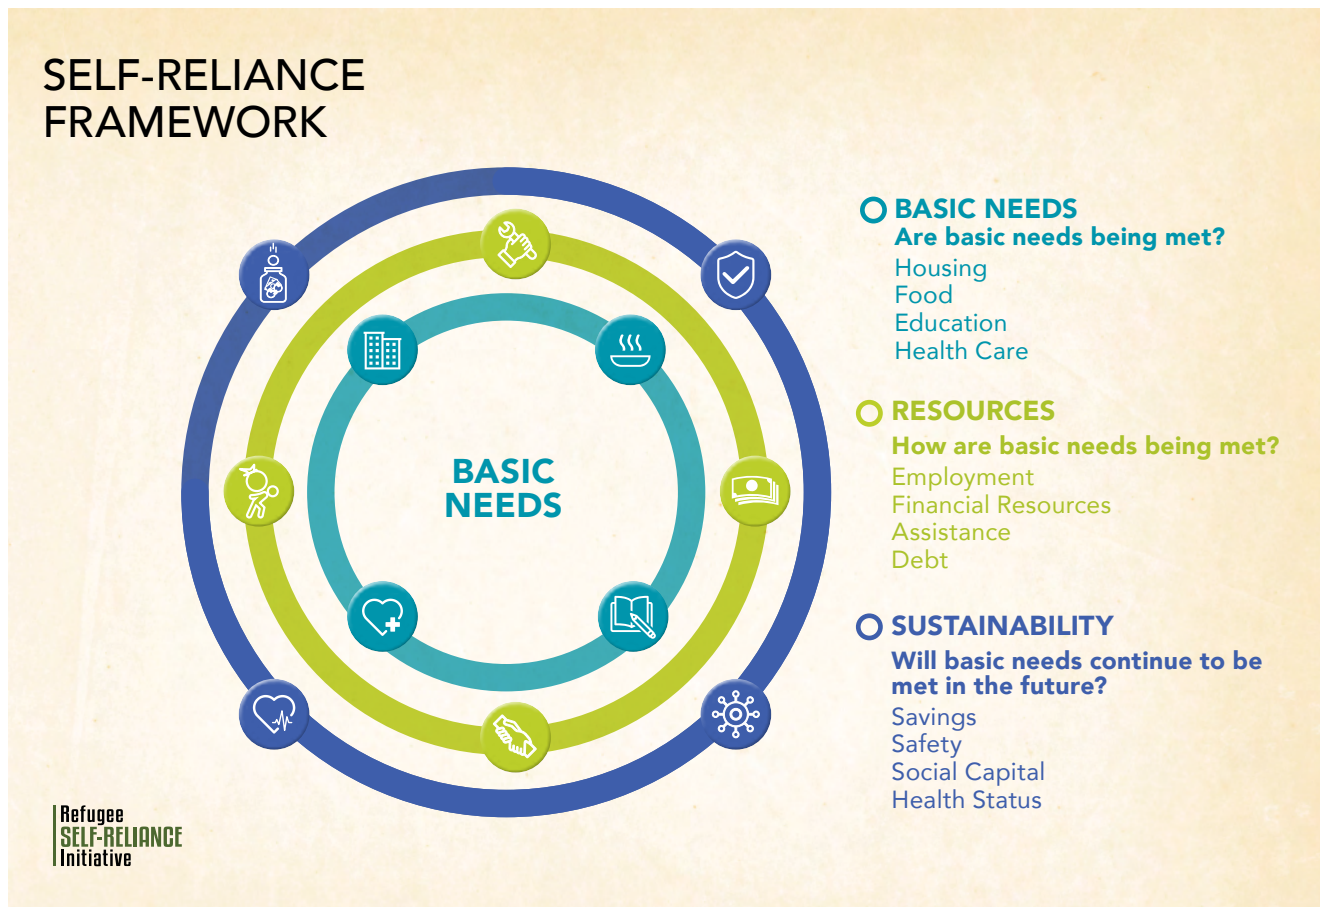 SELF-RELIANCE
FRAMEWORK
BASIC
NEEDS
BASIC NEEDS
Are basic needs being met?
Housing
Food
Education
Health Care
RESOURCES
How are basic needs being met?
Employment
Financial Resources
Assistance
Debt
SUSTAINABILITY
Will basic needs continue to be
met in the future?
Savings
Safety
Social Capital
Health Status
Refugee
SELF-RELIANCE
Initiative